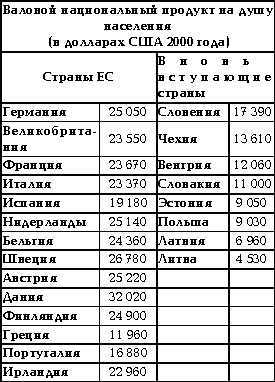 Валовой национальный продукт на душу
населения
(в долларах США 2000 года)
Страны ЕС
Вновь
вступающие
страны
Германия 25 050 Словения 17 390
Великобрита-
ния 23 550 Чехия 13 610
Франция 23 670 Венгрия 12 060
Италия 23 370 Словакия 11 000
Испания 19 180 Эстония 9 050
Нидерланды 25 140 Польша 9 030
Бельгия 24 360 Латвия 6 960
Швеция 26 780 Литва 4 530
Австрия 25 220
Дания 32 020
Финляндия 24 900
Греция 11 960
Португалия 16 880
Ирландия 22 960